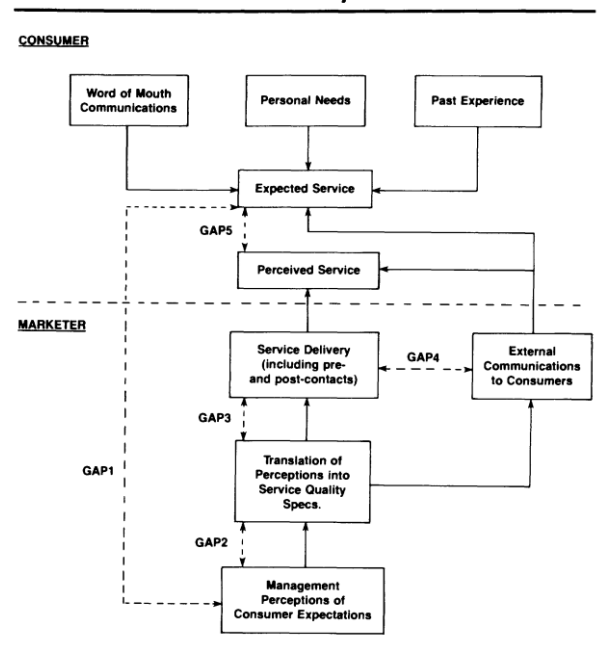 CONSUMER
Word of Mouth
Communications
Personal Needs
Past Experience
Expected Service
GAP5
Perceived Service
MARKETER
Service Delivery
(including pre-
and post-contacts)
GAP4
External
Communications
to Consumers
GAP3
Translation of
Perceptions into
Service Quality
Specs.
GAP1
GAP2
Management
Perceptions of
Consumer Expectations